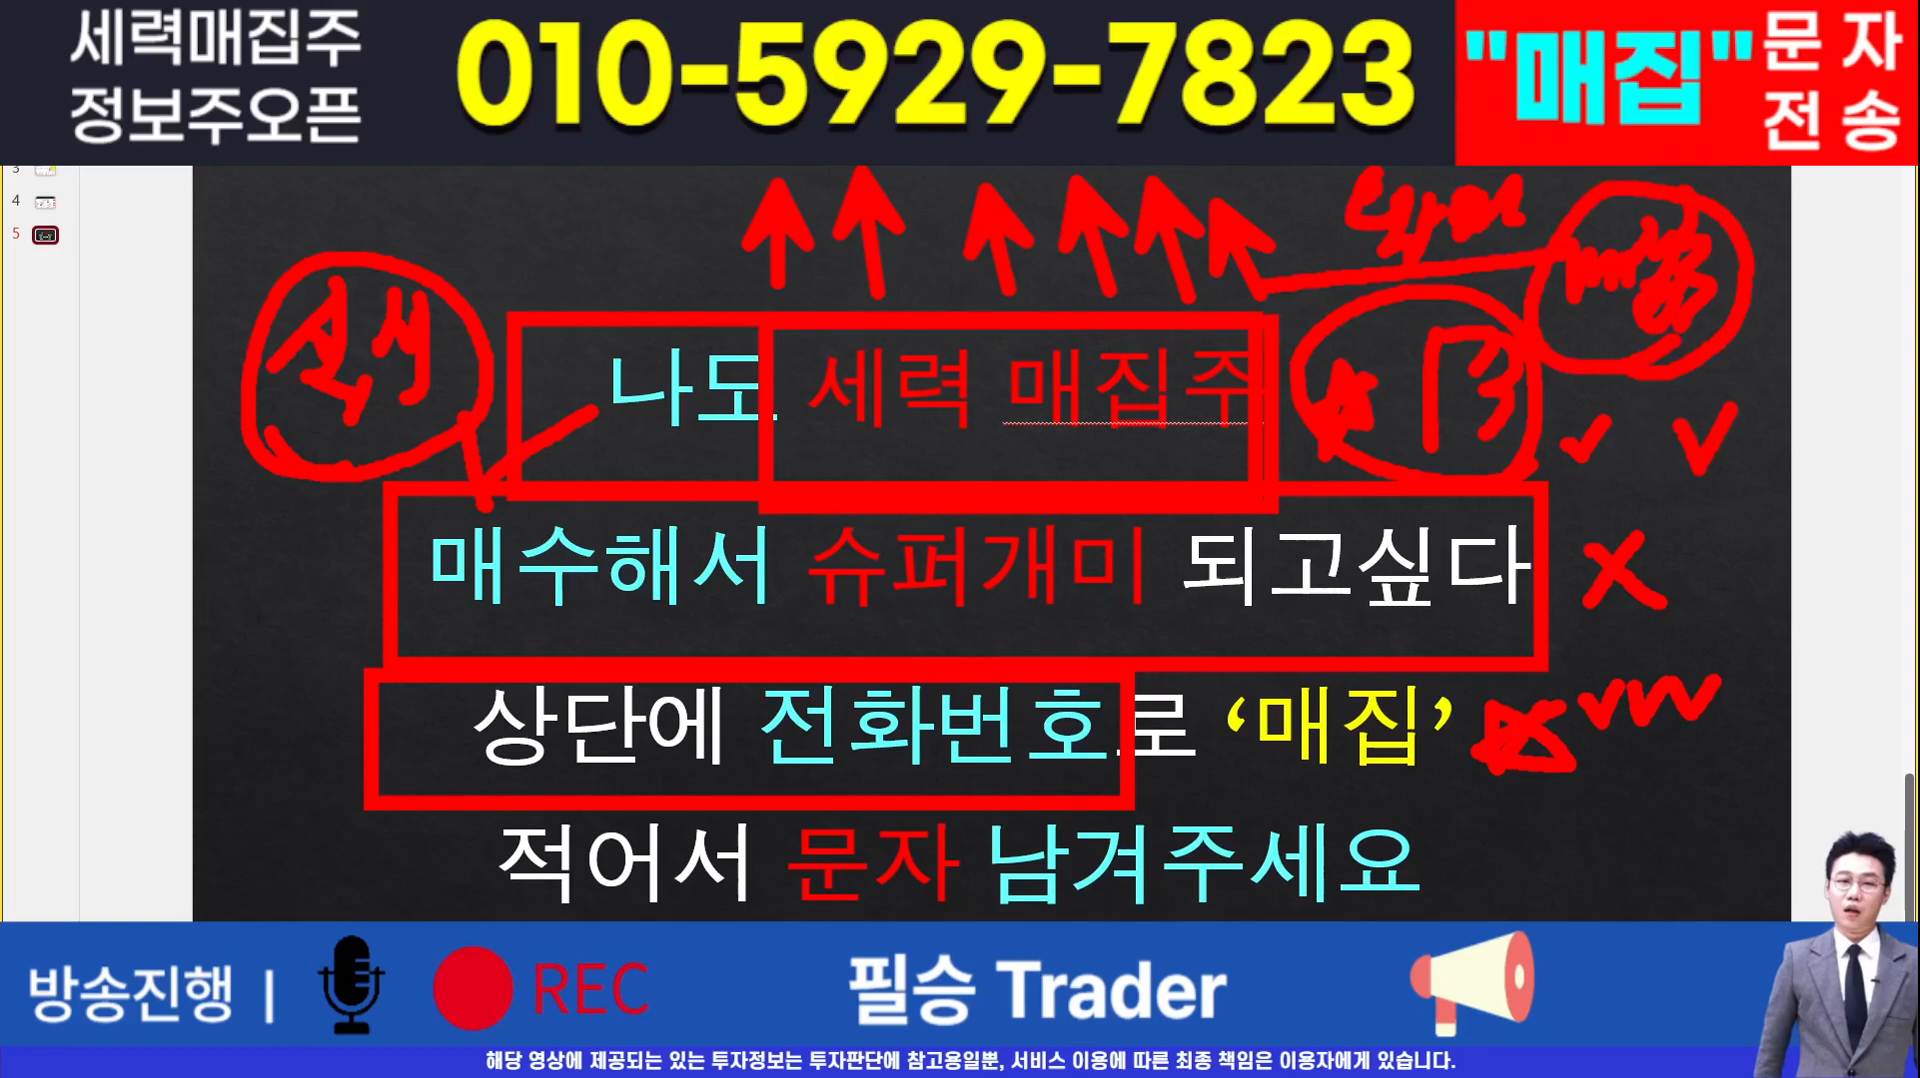 세력매집주
정보주오픈
010-5929-7823
"매집"
문자
전송
3
4
5
나도 세력 매집주
매수해서 슈퍼개미 되고싶다
상단에 전화번호로 ‘매집’
적어서 문자 남겨주세요
방송진행 |
REC
필승 Trader
해당 영상에 제공되는 있는 투자정보는 투자판단에 참고용일뿐, 서비스 이용에 따른 최종 책임은 이용자에게 있습니다.